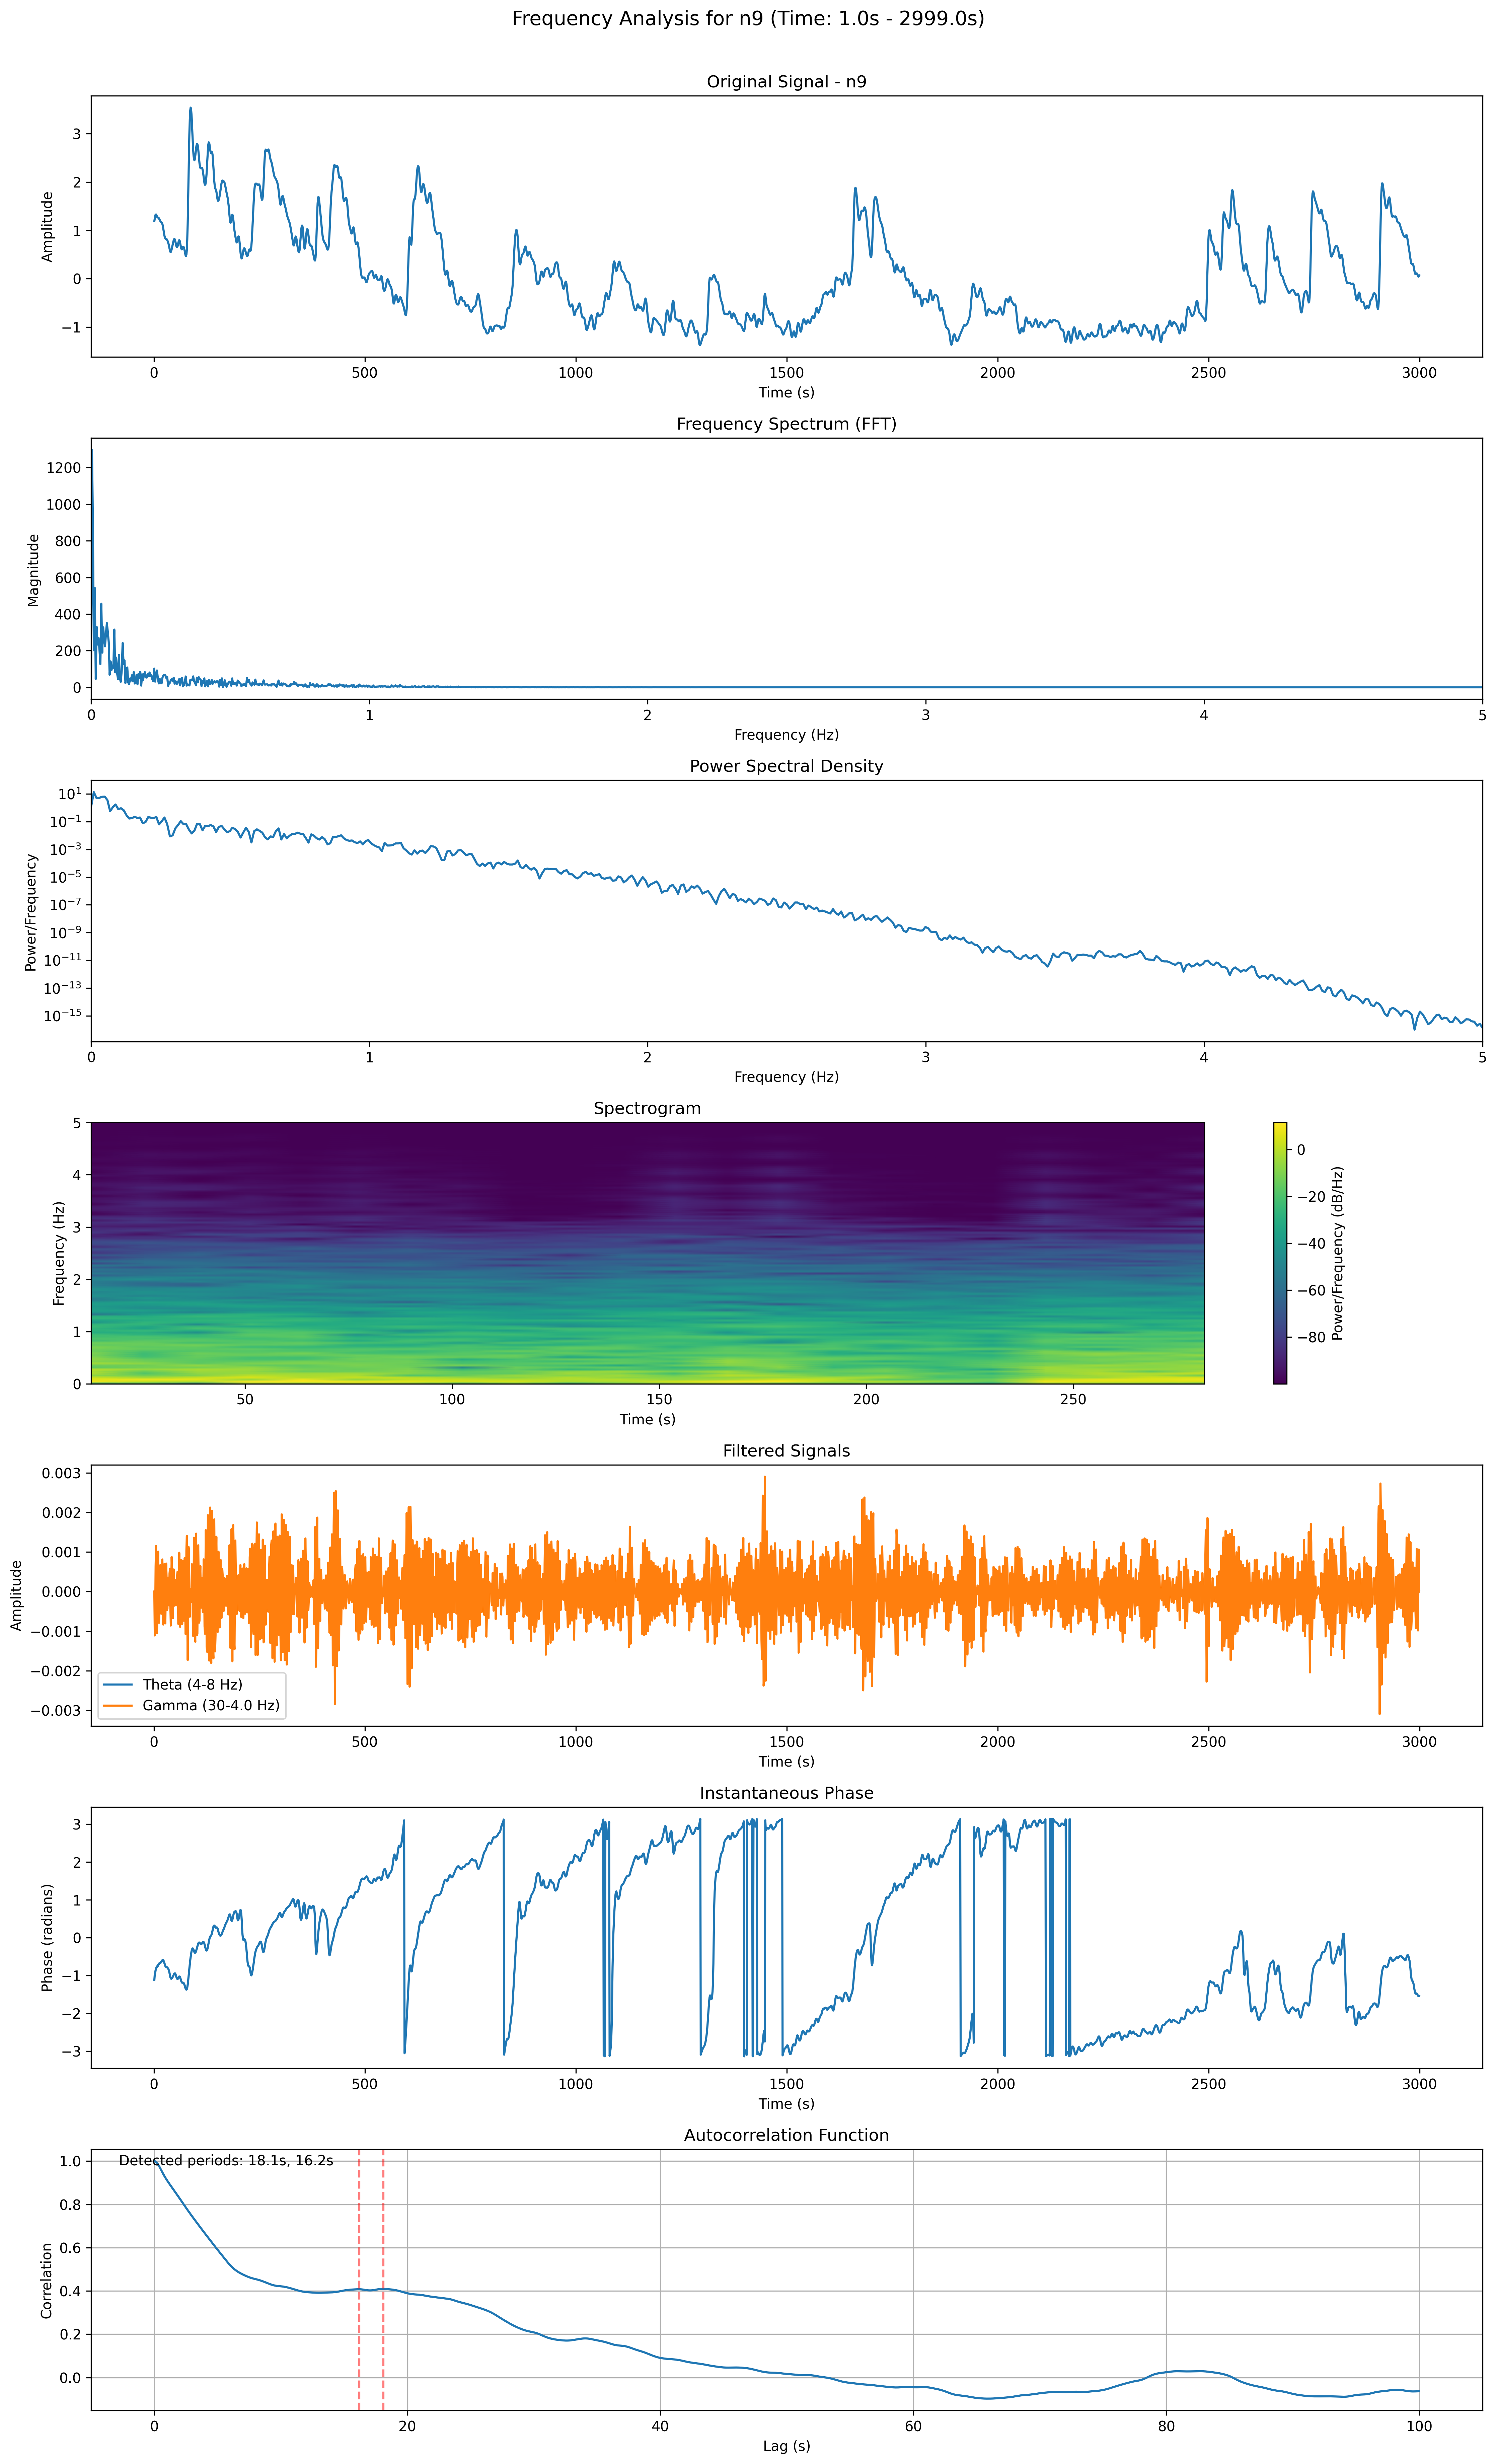 Frequency Analysis for n9 (Time: 1.0s - 2999.0s)
Original Signal - n9
Amplitude
3
2
1
0
−1
0 500 1000 1500 2000 2500 3000
Time (s)
Frequency Spectrum (FFT)
Magnitude
1200
1000
800
600
400
200
0
0 1 2 3 4 5
Frequency (Hz)
Power Spectral Density
Power/Frequency
10¹
10⁻¹
10⁻³
10⁻⁵
10⁻⁷
10⁻⁹
10⁻¹¹
10⁻¹³
10⁻¹⁵
0 1 2 3 4 5
Frequency (Hz)
Spectrogram
Frequency (Hz)
5
4
3
2
1
0
50 100 150 200 250
Time (s)
0
−20
−40
−60
−80
Power/Frequency (dB/Hz)
Filtered Signals
Amplitude
0.003
0.002
0.001
0.000
−0.001
−0.002
−0.003
Theta (4-8 Hz)
Gamma (30-4.0 Hz)
0 500 1000 1500 2000 2500 3000
Time (s)
Instantaneous Phase
Phase (radians)
3
2
1
0
−1
−2
−3
0 500 1000 1500 2000 2500 3000
Time (s)
Autocorrelation Function
Detected periods: 18.1s, 16.2s
Correlation
1.0
0.8
0.6
0.4
0.2
0.0
0 20 40 60 80 100
Lag (s)